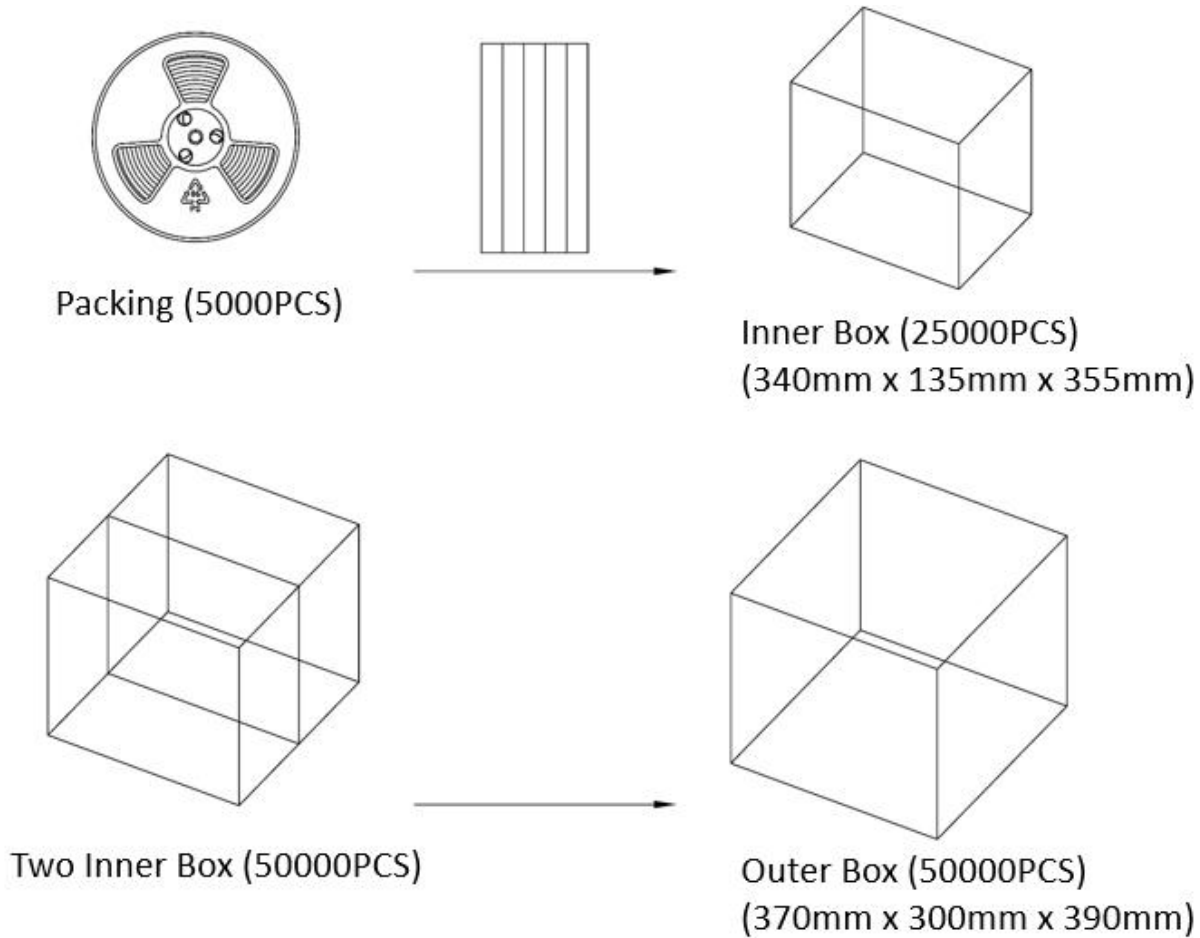 Packing (5000PCS)
Inner Box (25000PCS)
(340mm x 135mm x 355mm)
Two Inner Box (50000PCS)
Outer Box (50000PCS)
(370mm x 300mm x 390mm)